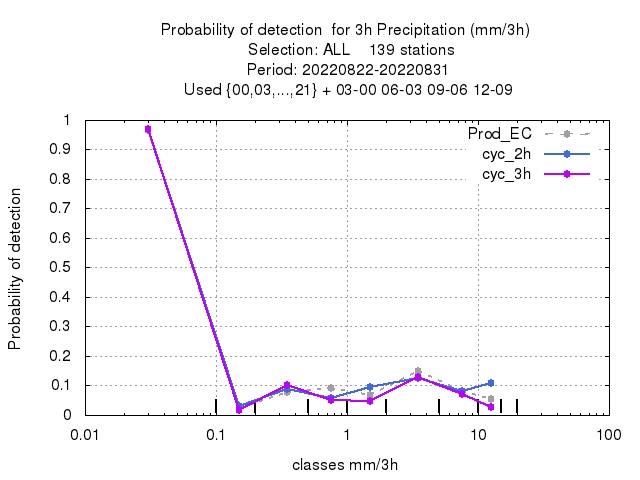 Probability of detection  for 3h Precipitation (mm/3h)
Selection: ALL    139 stations
Period: 20220822-20220831
Used {00,03,...,21} + 03-00 06-03 09-06 12-09
Prod_EC
cyc_2h
cyc_3h
Probability of detection
1
0.9
0.8
0.7
0.6
0.5
0.4
0.3
0.2
0.1
0
0.01 0.1 1 10 100
classes mm/3h